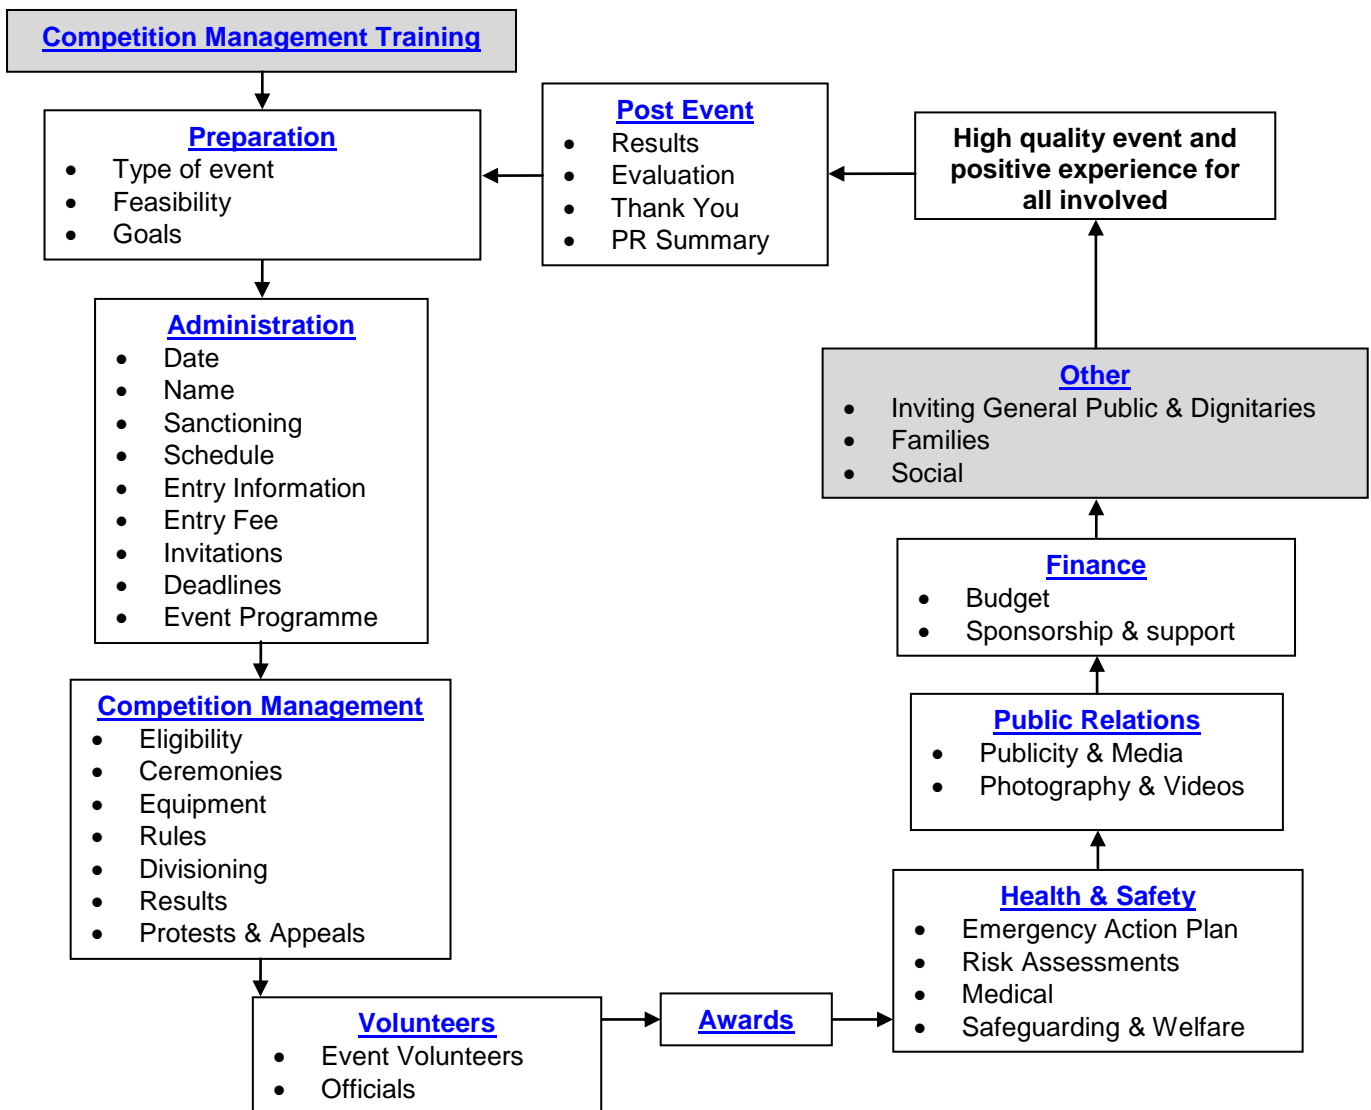 Competition Management Training
Preparation
• Type of event
• Feasibility
• Goals
Administration
• Date
• Name
• Sanctioning
• Schedule
• Entry Information
• Entry Fee
• Invitations
• Deadlines
• Event Programme
Competition Management
• Eligibility
• Ceremonies
• Equipment
• Rules
• Divisioning
• Results
• Protests & Appeals
Volunteers
• Event Volunteers
• Officials
Awards
Health & Safety
• Emergency Action Plan
• Risk Assessments
• Medical
• Safeguarding & Welfare
Public Relations
• Publicity & Media
• Photography & Videos
Finance
• Budget
• Sponsorship & support
Other
• Inviting General Public & Dignitaries
• Families
• Social
High quality event and
positive experience for
all involved
Post Event
• Results
• Evaluation
• Thank You
• PR Summary